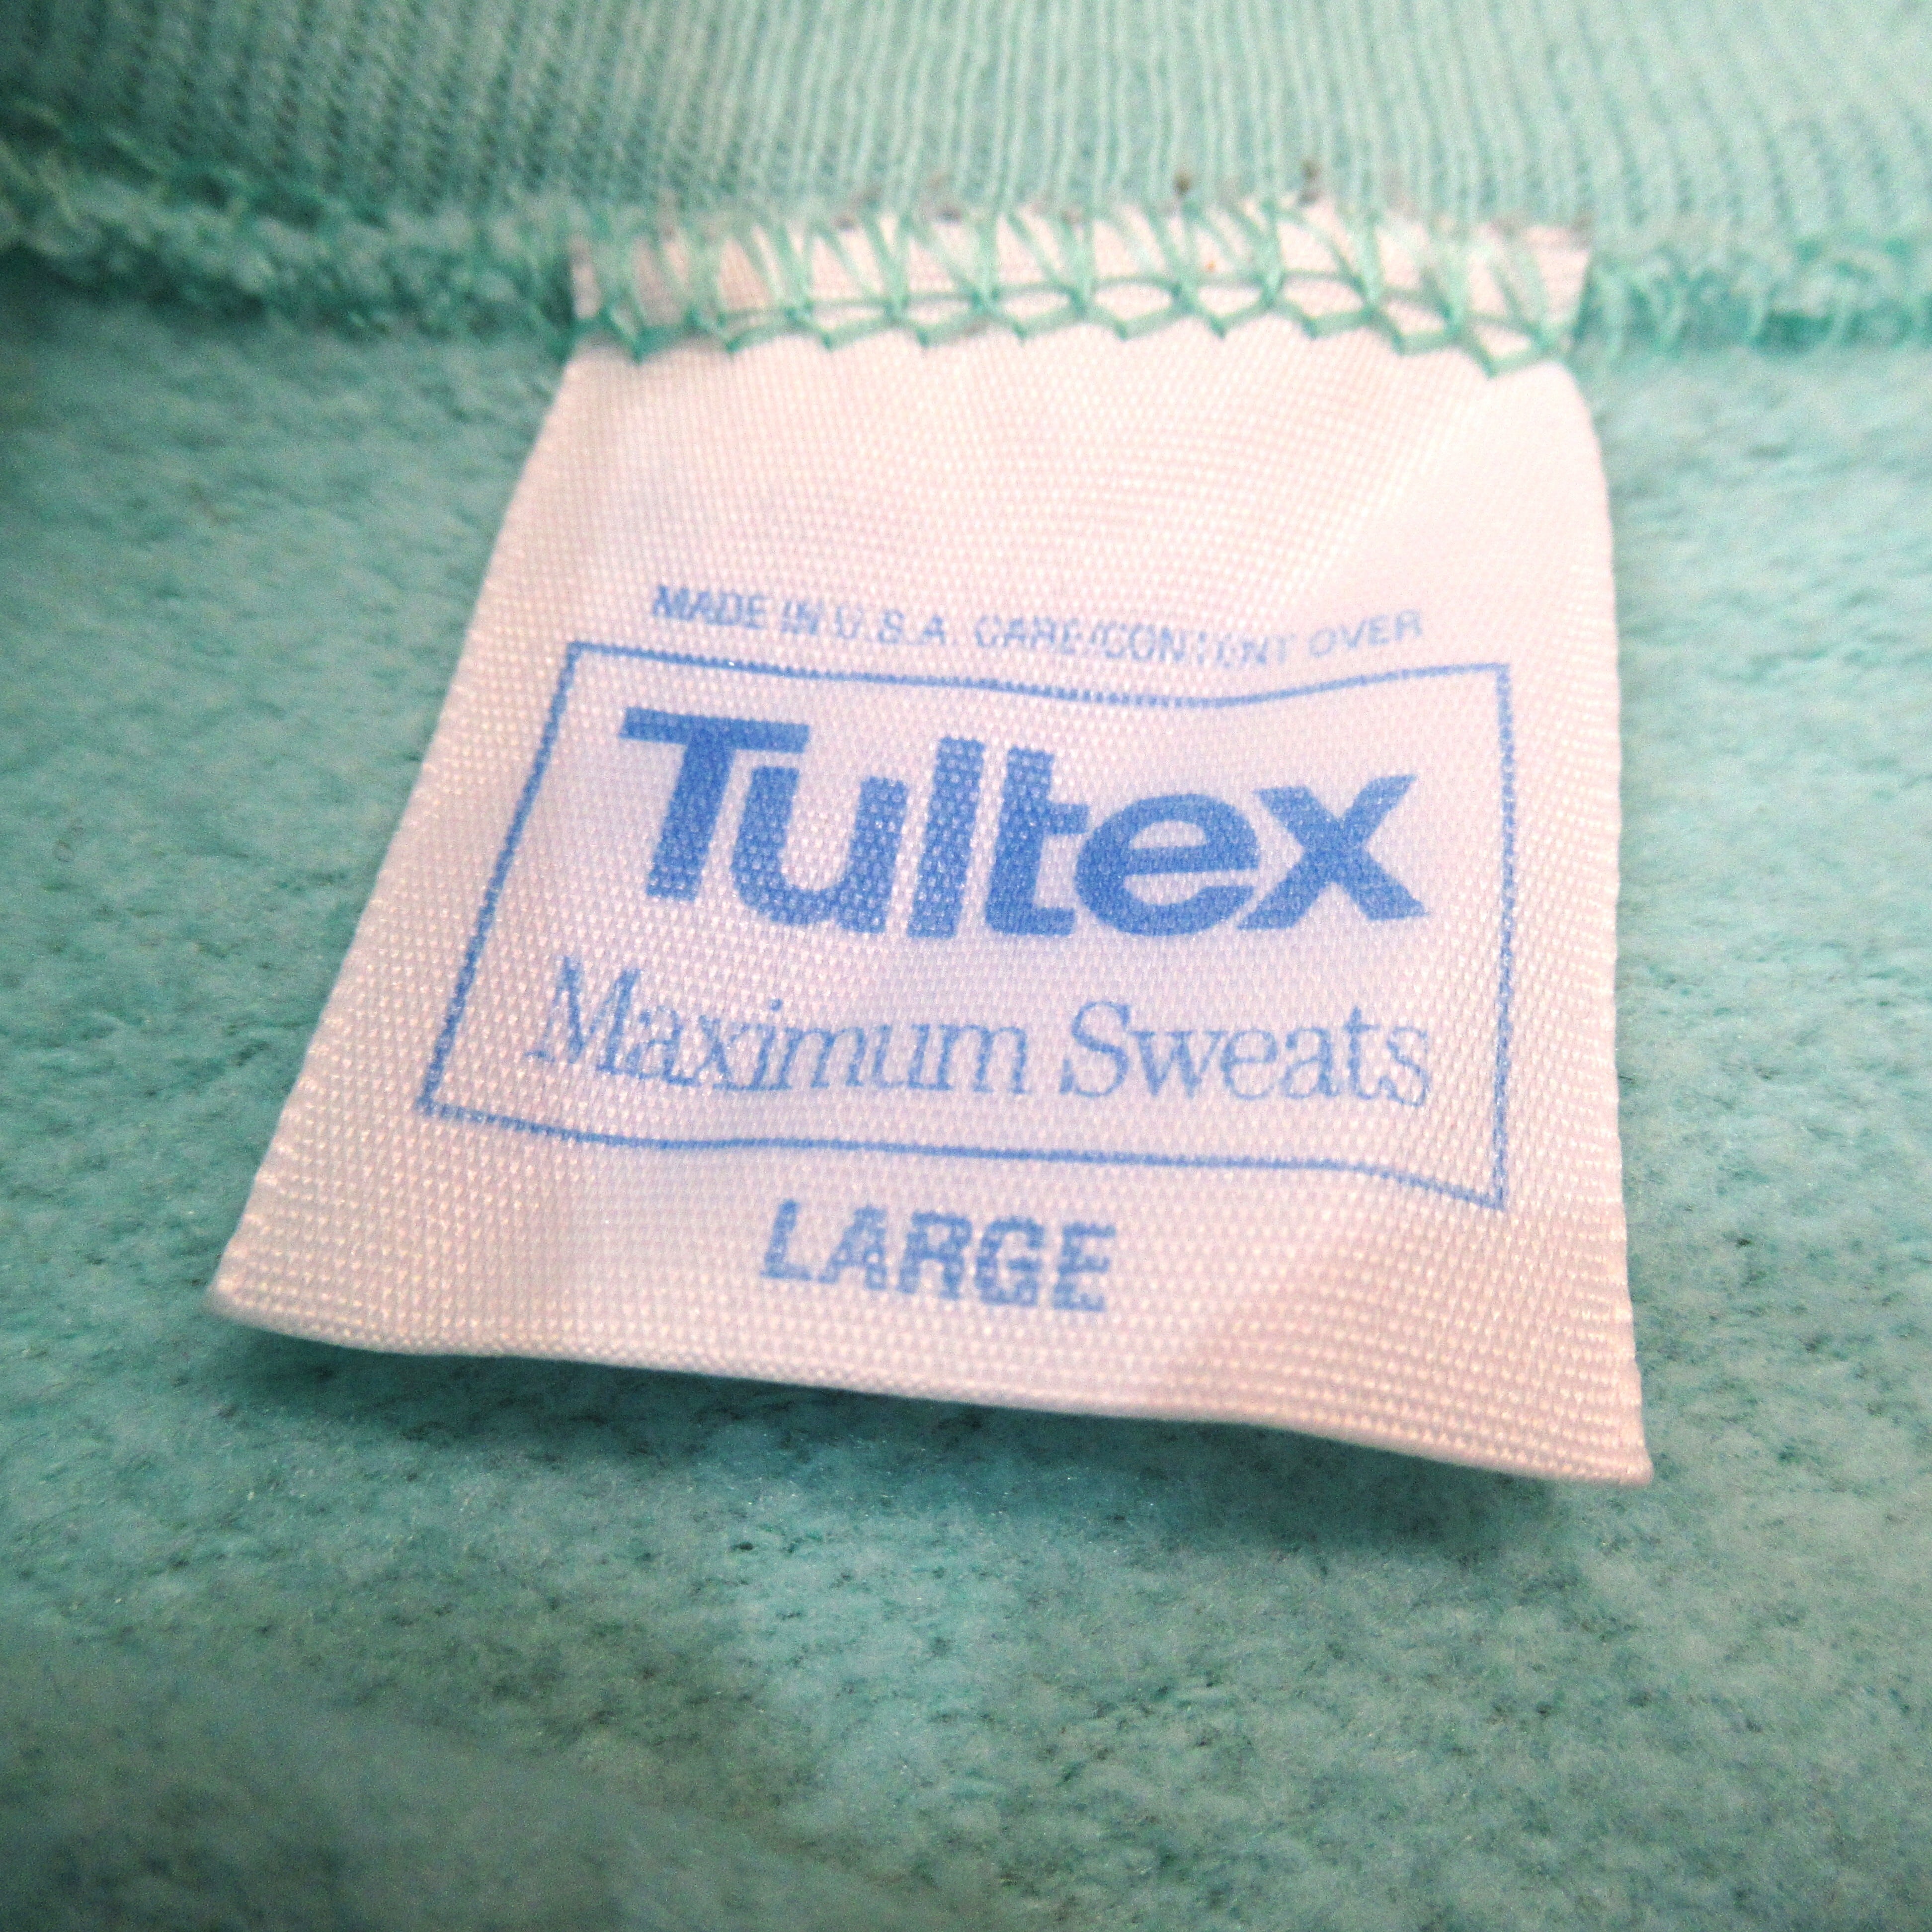 MADE IN U.S.A. CARE/CONTENT OVER
Tultex
Maximum Sweats
LARGE